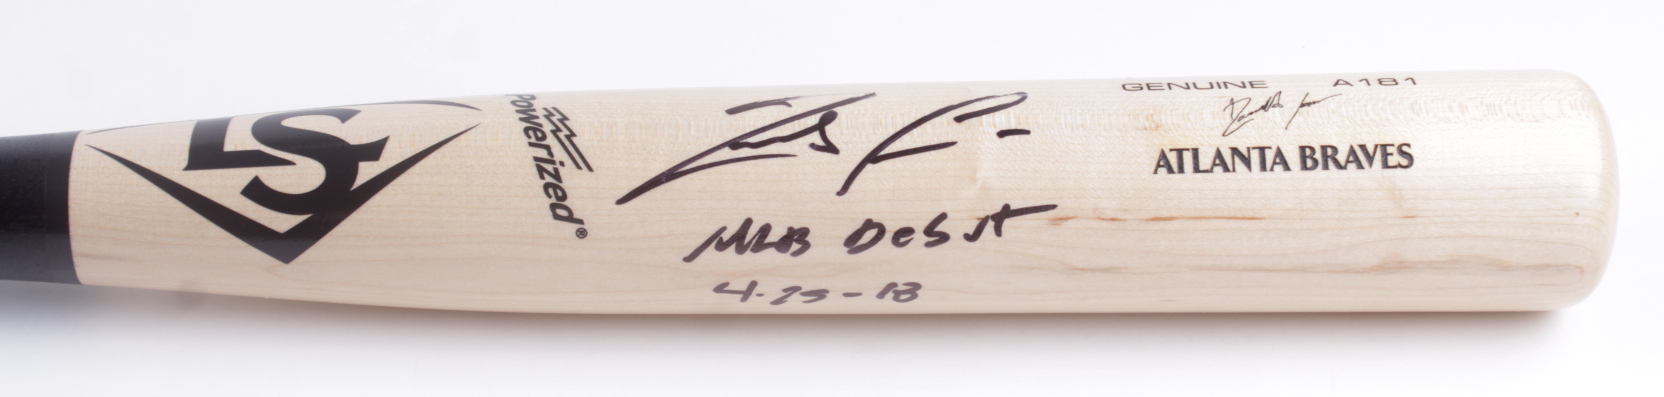 LS
Powerized®
MLB Debut
4-25-18
GENUINE A181
ATLANTA BRAVES